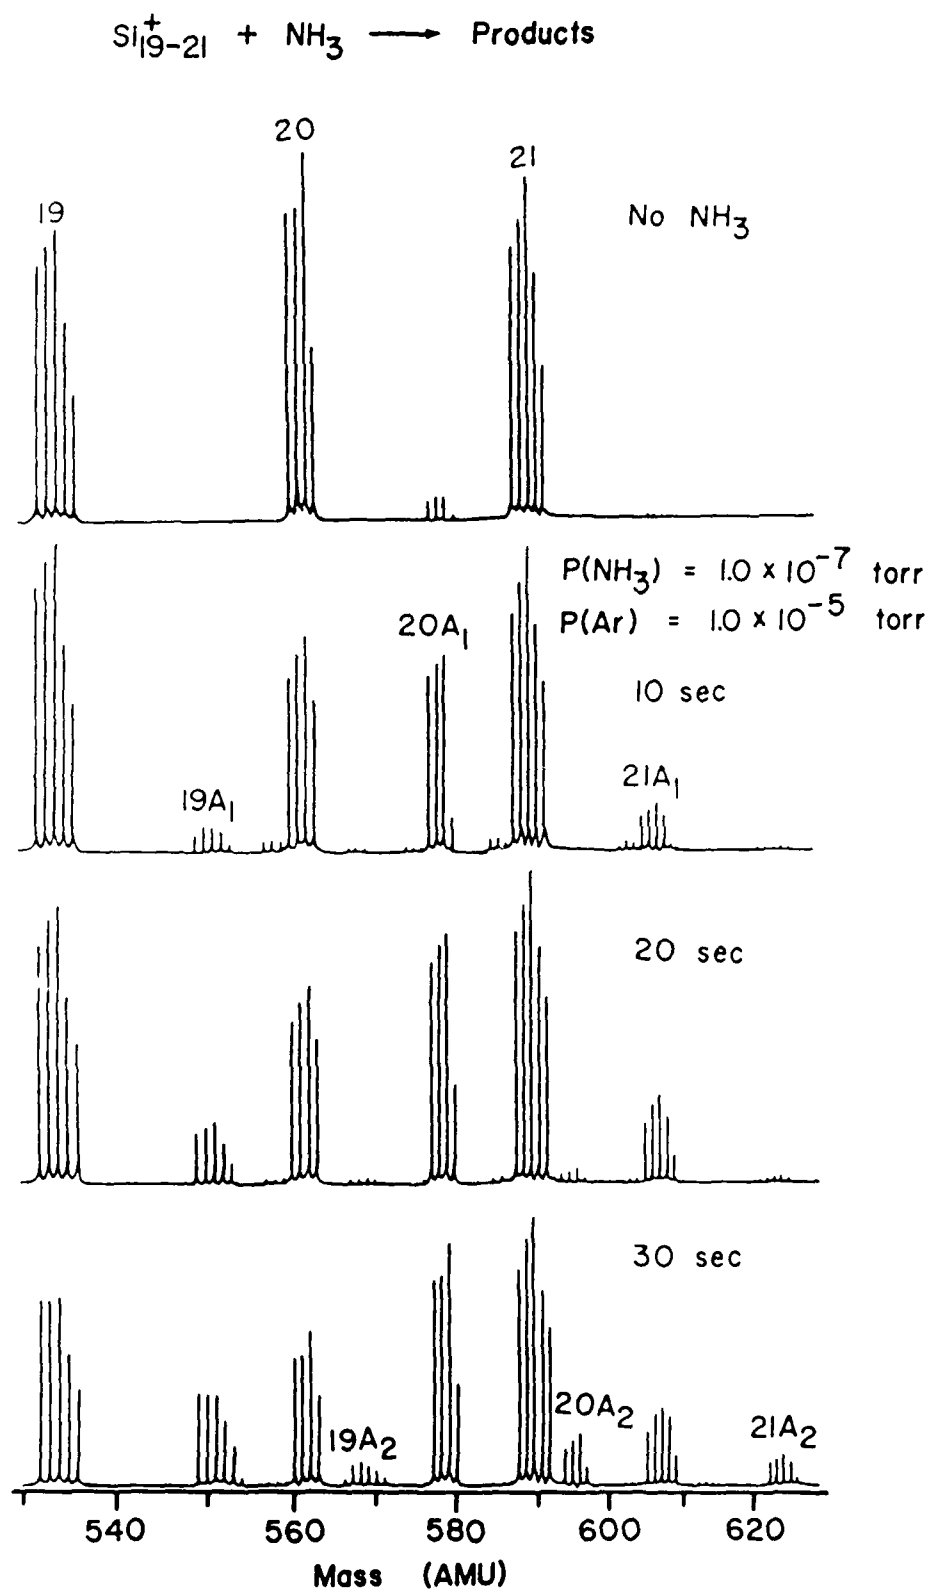 Si⁺₁₉₋₂₁ + NH₃ ⟶ Products
20
21
19
No NH₃
P(NH₃) = 1.0 × 10⁻⁷ torr
P(Ar) = 1.0 × 10⁻⁵ torr
20A₁
10 sec
19A₁
21A₁
20 sec
30 sec
20A₂
19A₂
21A₂
540 560 580 600 620
Mass (AMU)